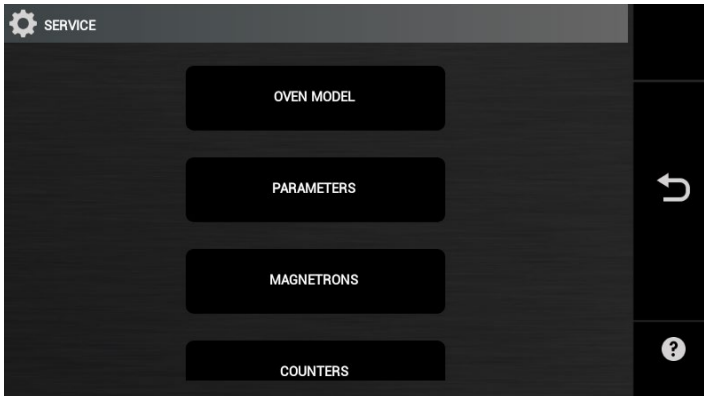 SERVICE
OVEN MODEL
PARAMETERS
MAGNETRONS
COUNTERS
?